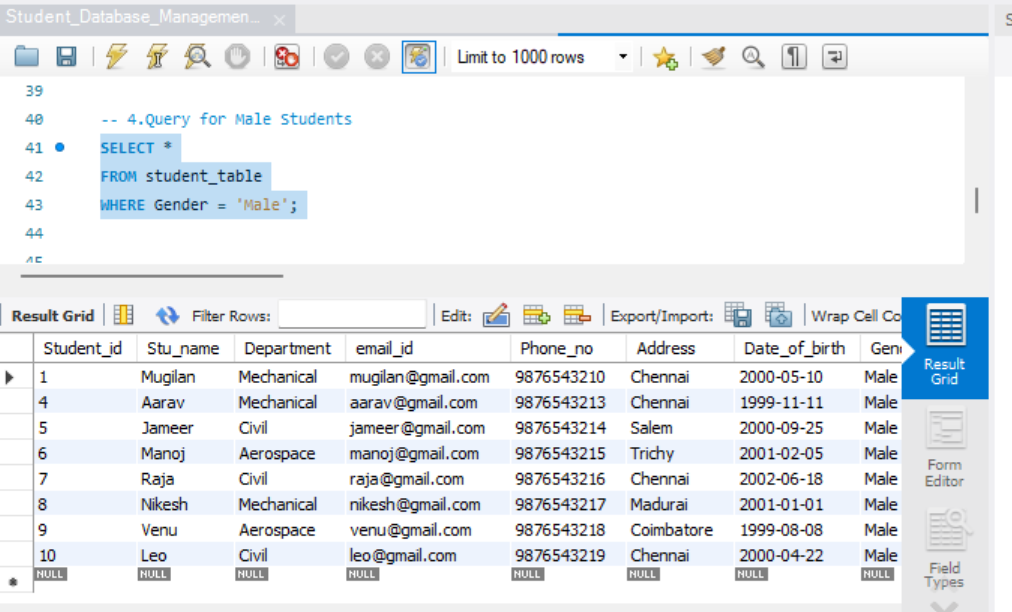 Student_Database_Managemen...
Limit to 1000 rows
39
40 -- 4.Query for Male Students
41 SELECT *
42 FROM student_table
43 WHERE Gender = 'Male';
44
45
Result Grid Filter Rows: Edit: Export/Import: Wrap Cell Co
Student_id Stu_name Department email_id Phone_no Address Date_of_birth Gen
1 Mugilan Mechanical mugilan@gmail.com 9876543210 Chennai 2000-05-10 Male
4 Aarav Mechanical aarav@gmail.com 9876543213 Chennai 1999-11-11 Male
5 Jameer Civil jameer@gmail.com 9876543214 Salem 2000-09-25 Male
6 Manoj Aerospace manoj@gmail.com 9876543215 Trichy 2001-02-05 Male
7 Raja Civil raja@gmail.com 9876543216 Chennai 2002-06-18 Male
8 Nikesh Mechanical nikesh@gmail.com 9876543217 Madurai 2001-01-01 Male
9 Venu Aerospace venu@gmail.com 9876543218 Coimbatore 1999-08-08 Male
10 Leo Civil leo@gmail.com 9876543219 Chennai 2000-04-22 Male
NULL NULL NULL NULL NULL NULL NULL NULL
Result
Grid
Form
Editor
Field
Types